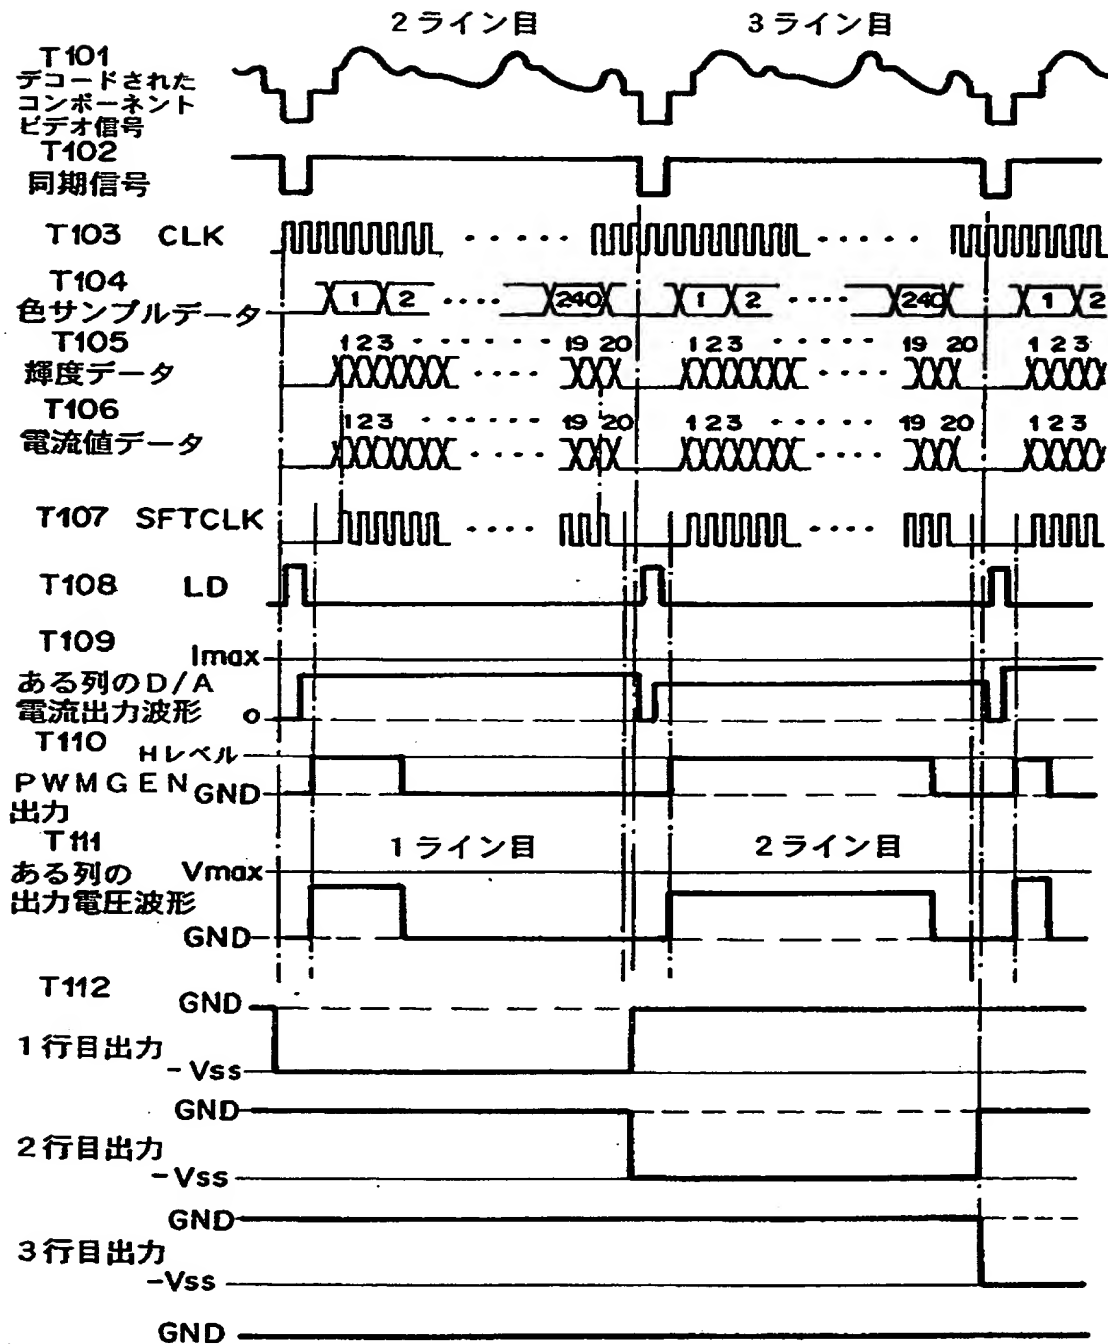 2ライン目 3ライン目
T101
デコードされた
コンポーネント
ビデオ信号
T102
同期信号
T103 CLK
T104
色サンプルデータ
1 2 240 1 2 240 1 2
T105
輝度データ
1 2 3 19 20 1 2 3 19 20 1 2 3
T106
電流値データ
1 2 3 19 20 1 2 3 19 20 1 2 3
T107 SFTCLK
T108 LD
T109 Imax
ある列のD/A
電流出力波形 0
T110 Hレベル
PWMGEN GND
出力
T111 1ライン目 2ライン目
ある列の Vmax
出力電圧波形
GND
T112 GND
1行目出力
-Vss
GND
2行目出力
-Vss
GND
3行目出力
-Vss
GND